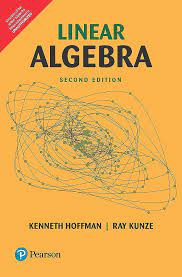 LINEAR
ALGEBRA
SECOND EDITION
KENNETH HOFFMAN | RAY KUNZE
Pearson